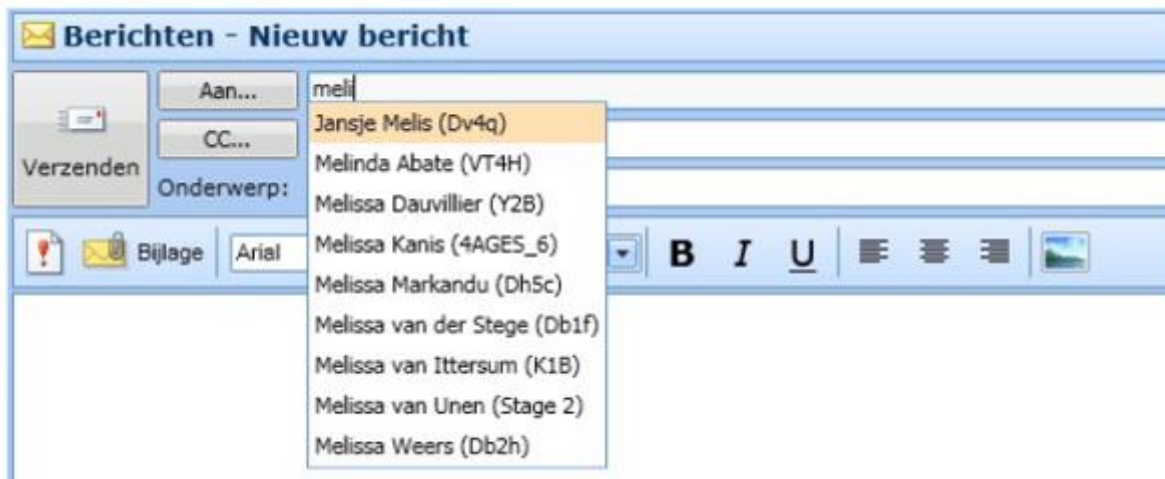 Berichten - Nieuw bericht
Aan...
meli
CC...
Verzenden
Onderwerp:
Jansje Melis (Dv4q)
Melinda Abate (VT4H)
Melissa Dauvillier (Y2B)
Melissa Kanis (4AGES_6)
Melissa Markandu (Dh5c)
Melissa van der Stege (Db1f)
Melissa van Ittersum (K1B)
Melissa van Unen (Stage 2)
Melissa Weers (Db2h)
Bijlage
Arial
B I U